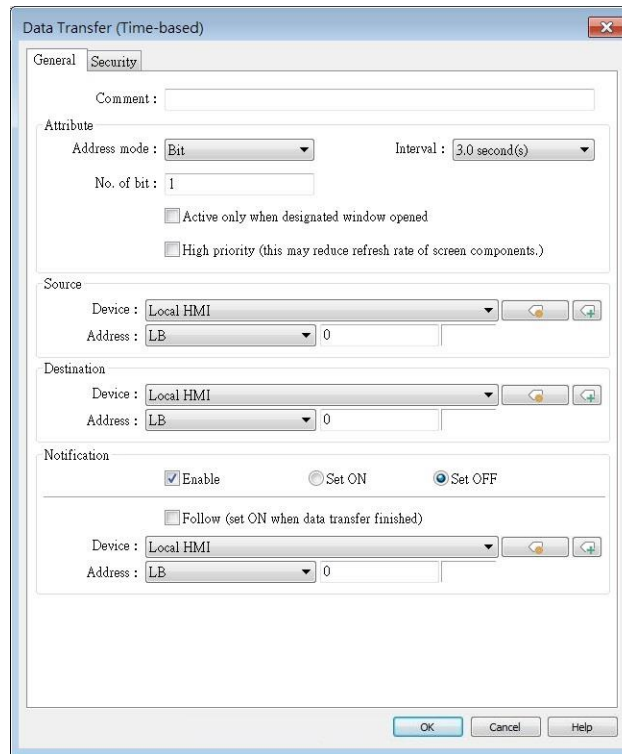 Data Transfer (Time-based)
General Security
Comment :
Attribute
Address mode : Bit Interval : 3.0 second(s)
No. of bit : 1
Active only when designated window opened
High priority (this may reduce refresh rate of screen components.)
Source
Device : Local HMI
Address : LB 0
Destination
Device : Local HMI
Address : LB 0
Notification
Enable Set ON Set OFF
Follow (set ON when data transfer finished)
Device : Local HMI
Address : LB 0
OK Cancel Help